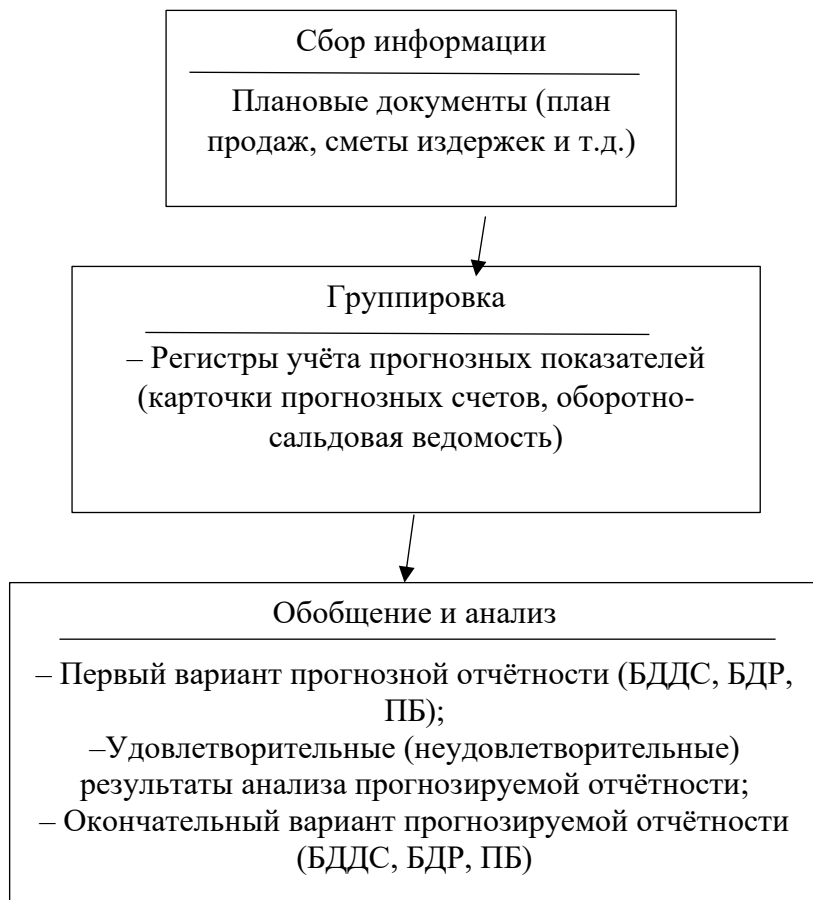 Сбор информации
Плановые документы (план
продаж, сметы издержек и т.д.)
Группировка
– Регистры учёта прогнозных показателей
(карточки прогнозных счетов, оборотно-
сальдовая ведомость)
Обобщение и анализ
– Первый вариант прогнозной отчётности (БДДС, БДР,
ПБ);
–Удовлетворительные (неудовлетворительные)
результаты анализа прогнозируемой отчётности;
– Окончательный вариант прогнозируемой отчётности
(БДДС, БДР, ПБ)